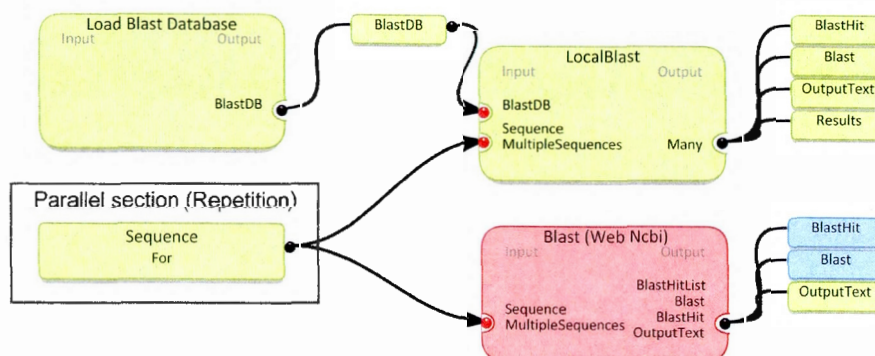 Load Blast Database
Input Output
BlastDB
BlastDB
LocalBlast
Input Output
BlastDB
Sequence
MultipleSequences Many
BlastHit
Blast
OutputText
Results
Parallel section (Repetition)
Sequence
For
Blast (Web Ncbi)
Input Output
BlastHitList
Blast
Sequence BlastHit
MultipleSequences OutputText
BlastHit
Blast
OutputText